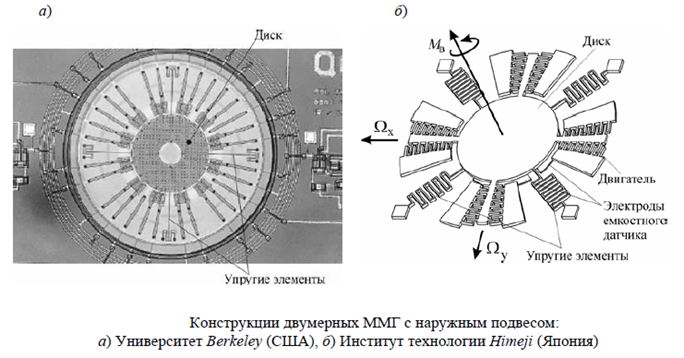 а)
Диск
Упругие элементы
б)
Mв
Диск
Ωx
Двигатель
Электроды
емкостного
датчика
Ωy
Упругие элементы
Конструкции двумерных ММГ с наружным подвесом:
а) Университет Berkeley (США), б) Институт технологии Himeji (Япония)